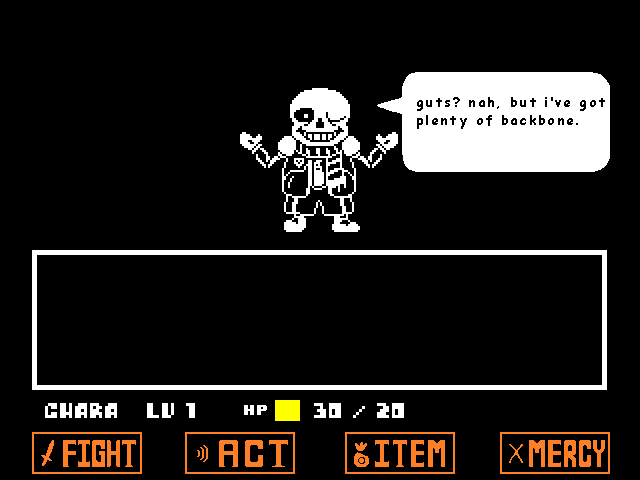 guts? nah, but i've got
plenty of backbone.
CHARA LV 1 HP 30 / 20
FIGHT ACT ITEM MERCY